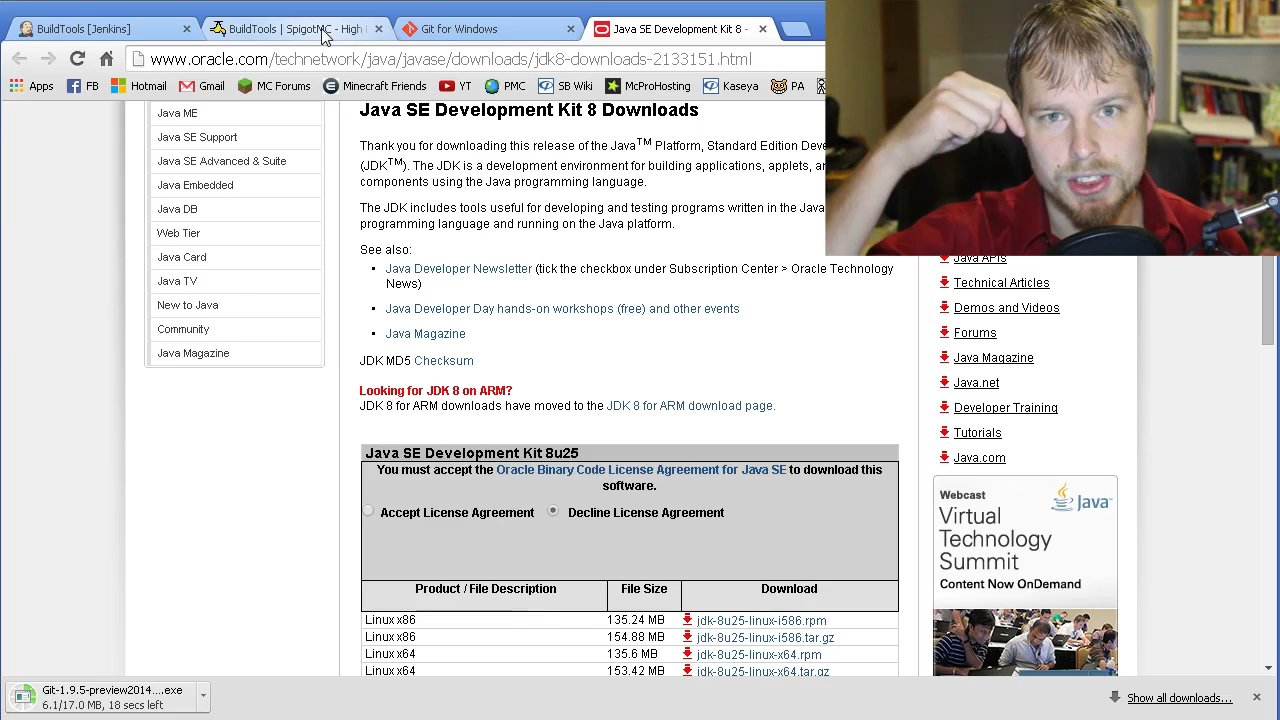 BuildTools [Jenkins]
BuildTools | SpigotMC - High
Git for Windows
Java SE Development Kit 8 -
www.oracle.com/technetwork/java/javase/downloads/jdk8-downloads-2133151.html
Apps
FB
Hotmail
Gmail
MC Forums
Minecraft Friends
YT
PMC
SB Wiki
McProHosting
Kaseya
PA
Java ME
Java SE Support
Java SE Advanced & Suite
Java Embedded
Java DB
Web Tier
Java Card
Java TV
New to Java
Community
Java Magazine
Java SE Development Kit 8 Downloads
Thank you for downloading this release of the Java™ Platform, Standard Edition Deve
(JDK™). The JDK is a development environment for building applications, applets, an
components using the Java programming language.
The JDK includes tools useful for developing and testing programs written in the Java
programming language and running on the Java platform.
See also:
Java Developer Newsletter (tick the checkbox under Subscription Center > Oracle Technology
News)
Java Developer Day hands-on workshops (free) and other events
Java Magazine
JDK MD5 Checksum
Looking for JDK 8 on ARM?
JDK 8 for ARM downloads have moved to the JDK 8 for ARM download page.
Java SE Development Kit 8u25
You must accept the Oracle Binary Code License Agreement for Java SE to download this
software.
Accept License Agreement
Decline License Agreement
Product / File Description
File Size
Download
Linux x86
135.24 MB
jdk-8u25-linux-i586.rpm
Linux x86
154.88 MB
jdk-8u25-linux-i586.tar.gz
Linux x64
135.6 MB
jdk-8u25-linux-x64.rpm
Linux x64
153.42 MB
jdk-8u25-linux-x64.tar.gz
Java APIs
Technical Articles
Demos and Videos
Forums
Java Magazine
Java.net
Developer Training
Tutorials
Java.com
Webcast
Java
Virtual
Technology
Summit
Content Now OnDemand
Git-1.9.5-preview2014....exe
6.1/17.0 MB, 18 secs left
Show all downloads...